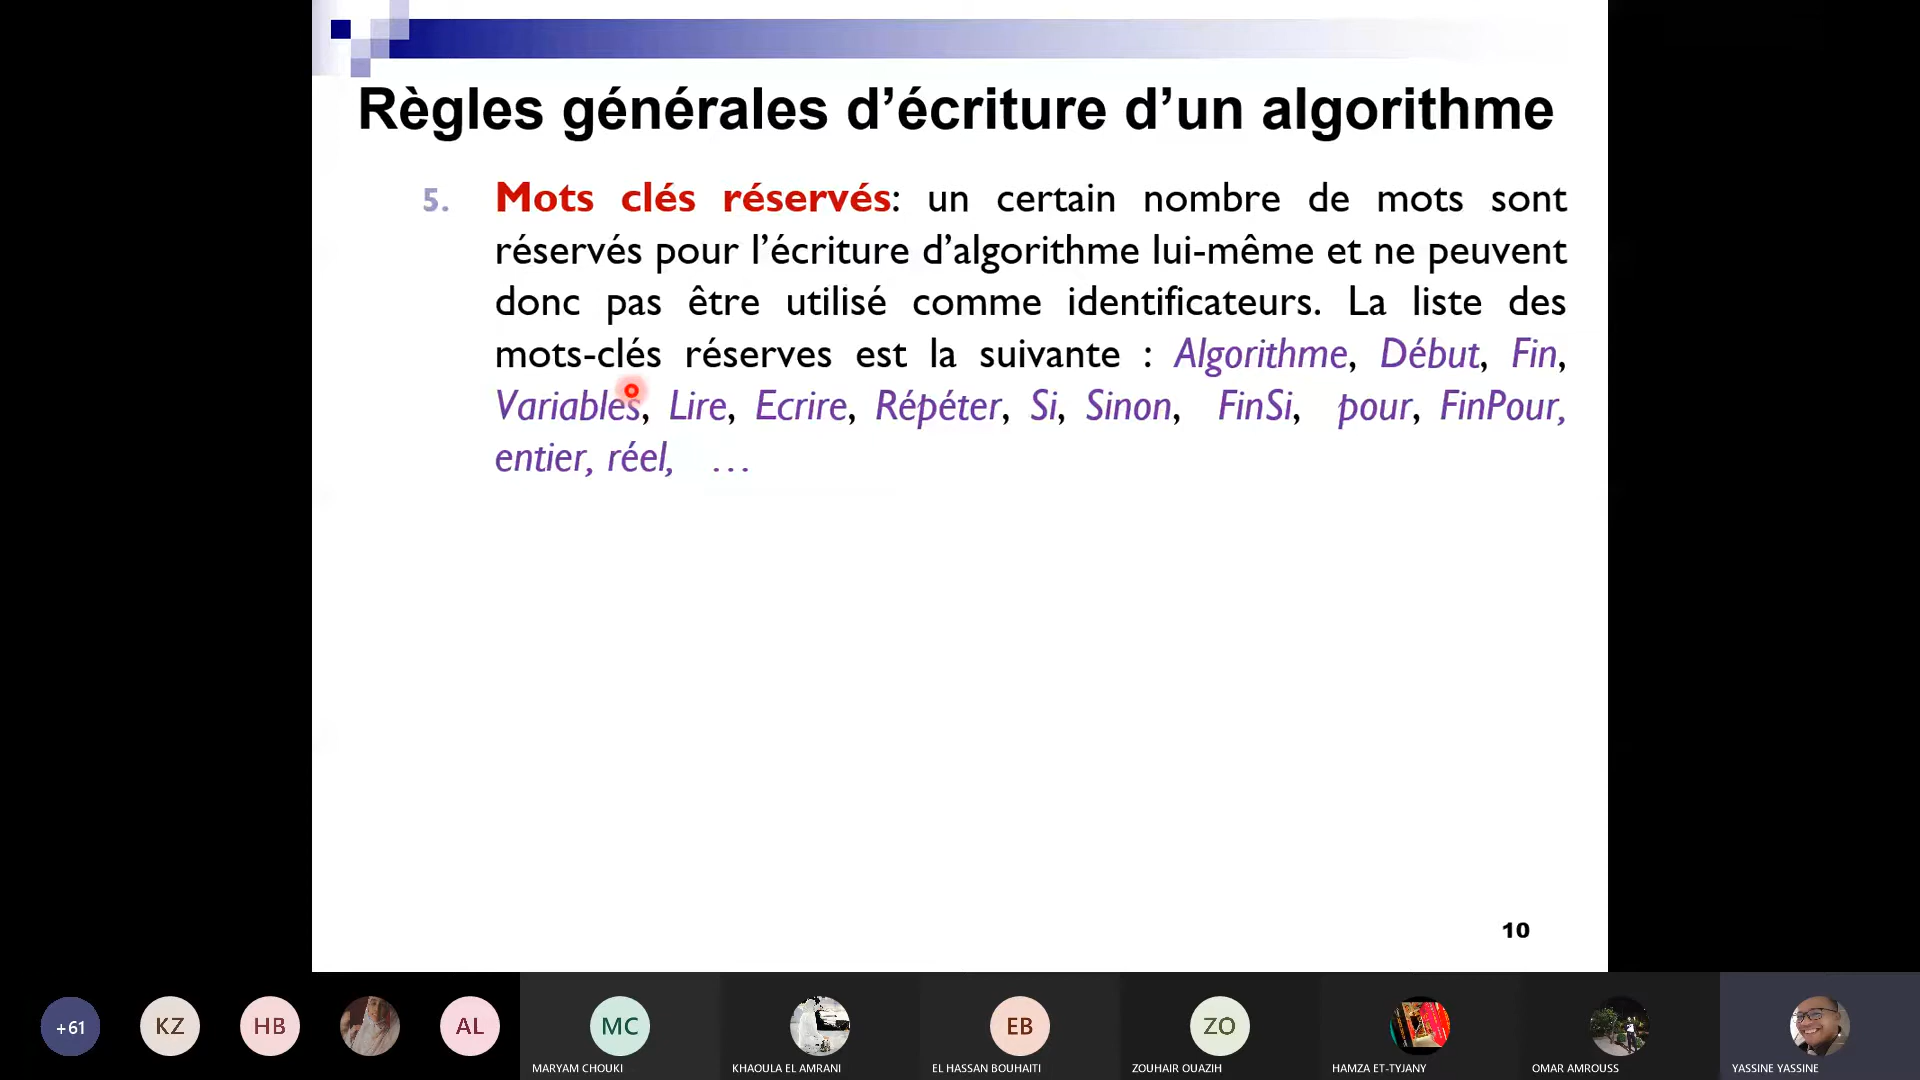 Règles générales d’écriture d’un algorithme
5. Mots clés réservés: un certain nombre de mots sont
réservés pour l’écriture d’algorithme lui-même et ne peuvent
donc pas être utilisé comme identificateurs. La liste des
mots-clés réserves est la suivante : Algorithme, Début, Fin,
Variables, Lire, Ecrire, Répéter, Si, Sinon, FinSi, pour, FinPour,
entier, réel, …
10
+61 KZ HB AL MC EB ZO
MARYAM CHOUKI KHAOULA EL AMRANI EL HASSAN BOUHAITI ZOUHAIR OUAZIH HAMZA ET-TYJANY OMAR AMROUSS YASSINE YASSINE